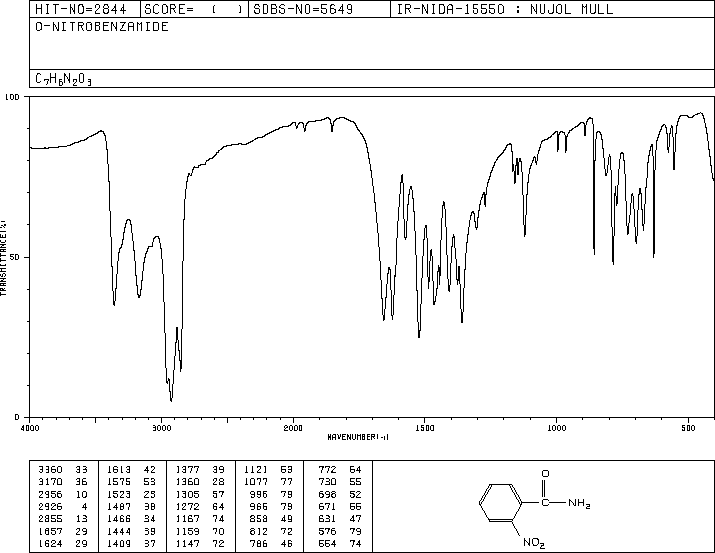 HIT-NO=2844 SCORE= ( ) SDBS-NO=5649 IR-NIDA-15550 : NUJOL MULL
O-NITROBENZAMIDE
C7H6N2O3
100
50
0
TRANSMITTANCE(%)
4000 3000 2000 1500 1000 500
WAVENUMBER(-1)
3360 33 1613 42 1377 39 1121 53 772 64
3170 36 1575 53 1360 28 1077 77 730 55
2956 10 1523 23 1305 57 996 79 698 52
2926 4 1487 38 1272 64 966 79 671 55
2855 13 1466 34 1167 74 858 49 631 47
1657 29 1444 39 1159 70 812 72 576 79
1624 29 1409 37 1147 72 786 46 554 74
O
C—NH2
NO2